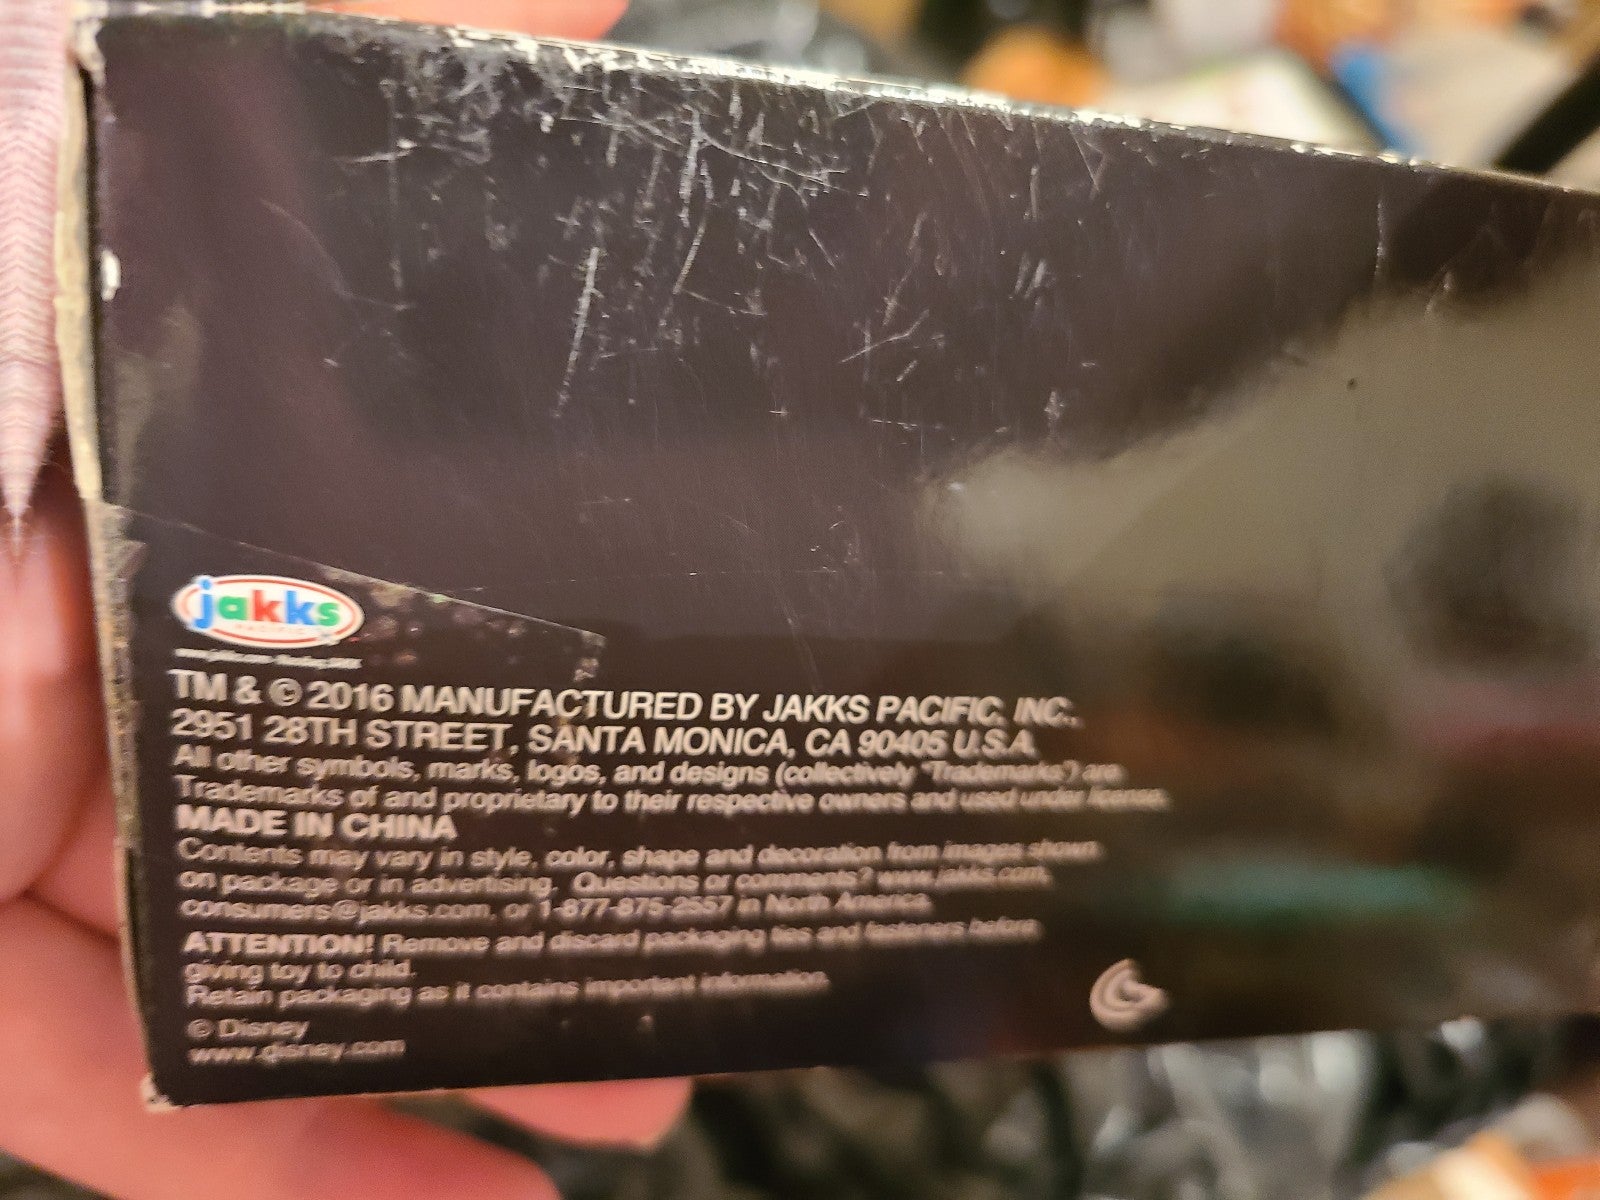 jakks
PACIFIC
TM & © 2016 MANUFACTURED BY JAKKS PACIFIC, INC.,
2951 28TH STREET, SANTA MONICA, CA 90405 U.S.A.
All other symbols, marks, logos, and designs (collectively "Trademarks") are
Trademarks of and proprietary to their respective owners and used under license.
MADE IN CHINA
Contents may vary in style, color, shape and decoration from images shown
on package or in advertising. Questions or comments? www.jakks.com,
consumers@jakks.com, or 1-877-875-2557 in North America.
ATTENTION! Remove and discard packaging ties and fasteners before
giving toy to child.
Retain packaging as it contains important information.
© Disney
www.disney.com